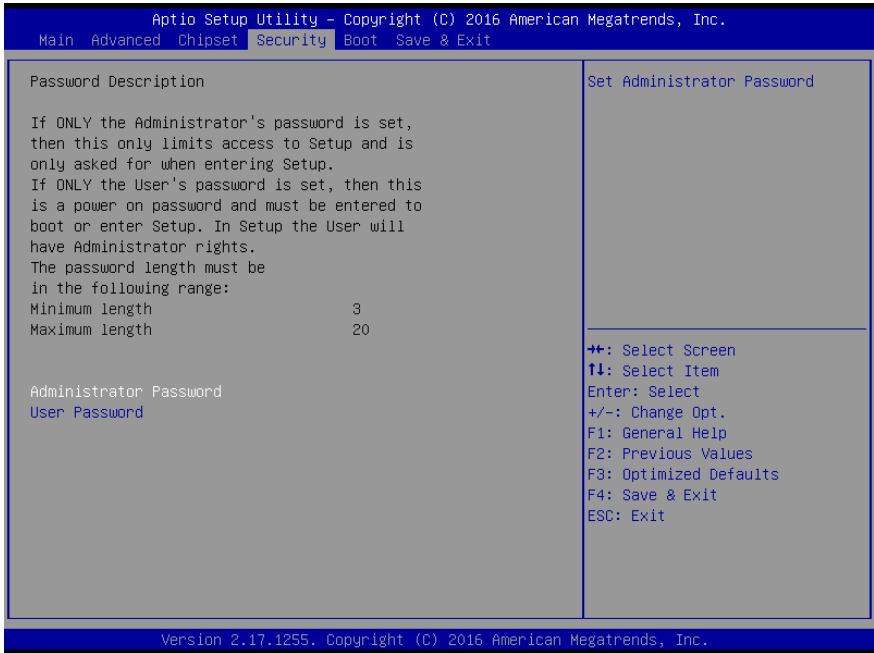 Aptio Setup Utility – Copyright (C) 2016 American Megatrends, Inc.
Main Advanced Chipset Security Boot Save & Exit
Password Description
If ONLY the Administrator's password is set,
then this only limits access to Setup and is
only asked for when entering Setup.
If ONLY the User's password is set, then this
is a power on password and must be entered to
boot or enter Setup. In Setup the User will
have Administrator rights.
The password length must be
in the following range:
Minimum length 3
Maximum length 20
Administrator Password
User Password
Set Administrator Password
→←: Select Screen
↑↓: Select Item
Enter: Select
+/-: Change Opt.
F1: General Help
F2: Previous Values
F3: Optimized Defaults
F4: Save & Exit
ESC: Exit
Version 2.17.1255. Copyright (C) 2016 American Megatrends, Inc.